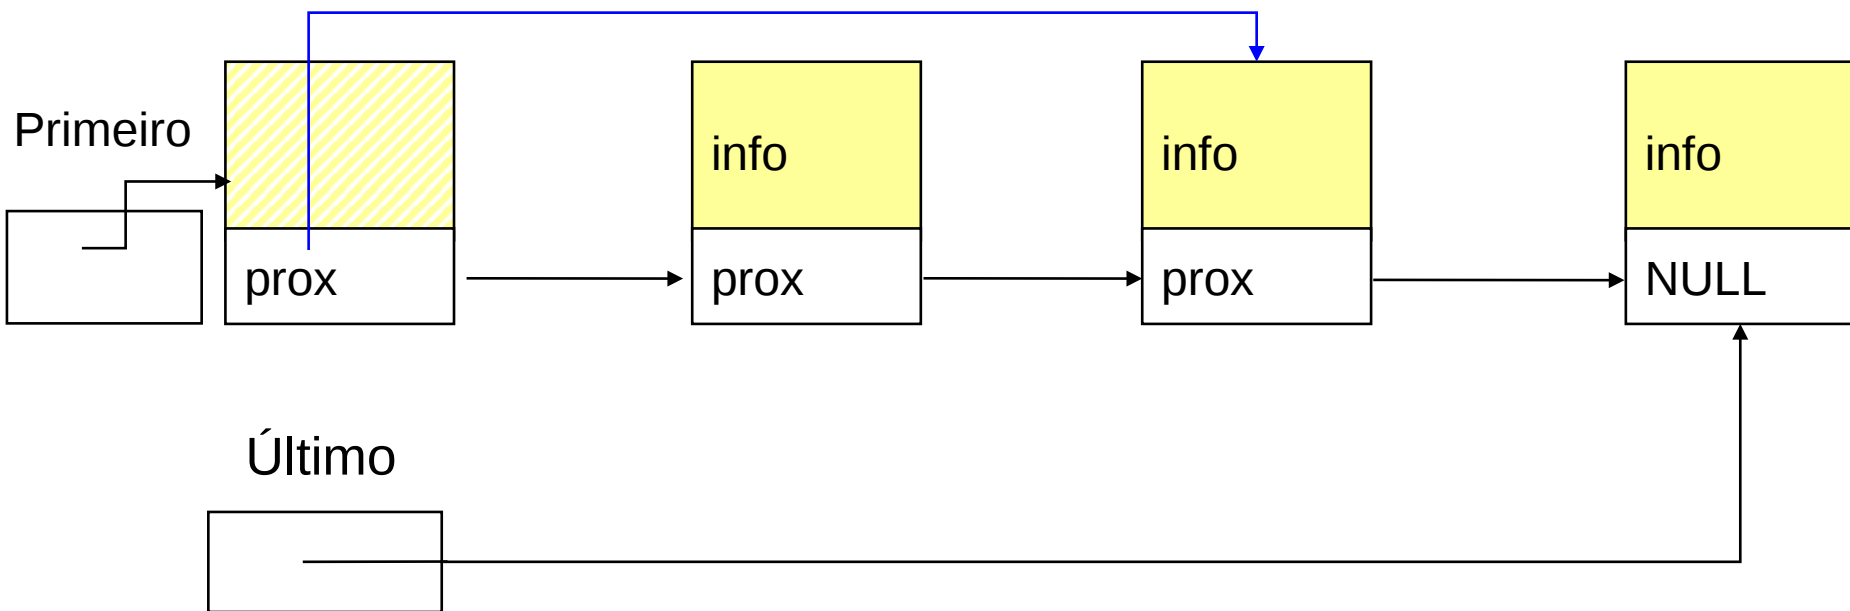 Primeiro
info
info
info
prox
prox
prox
NULL
Último